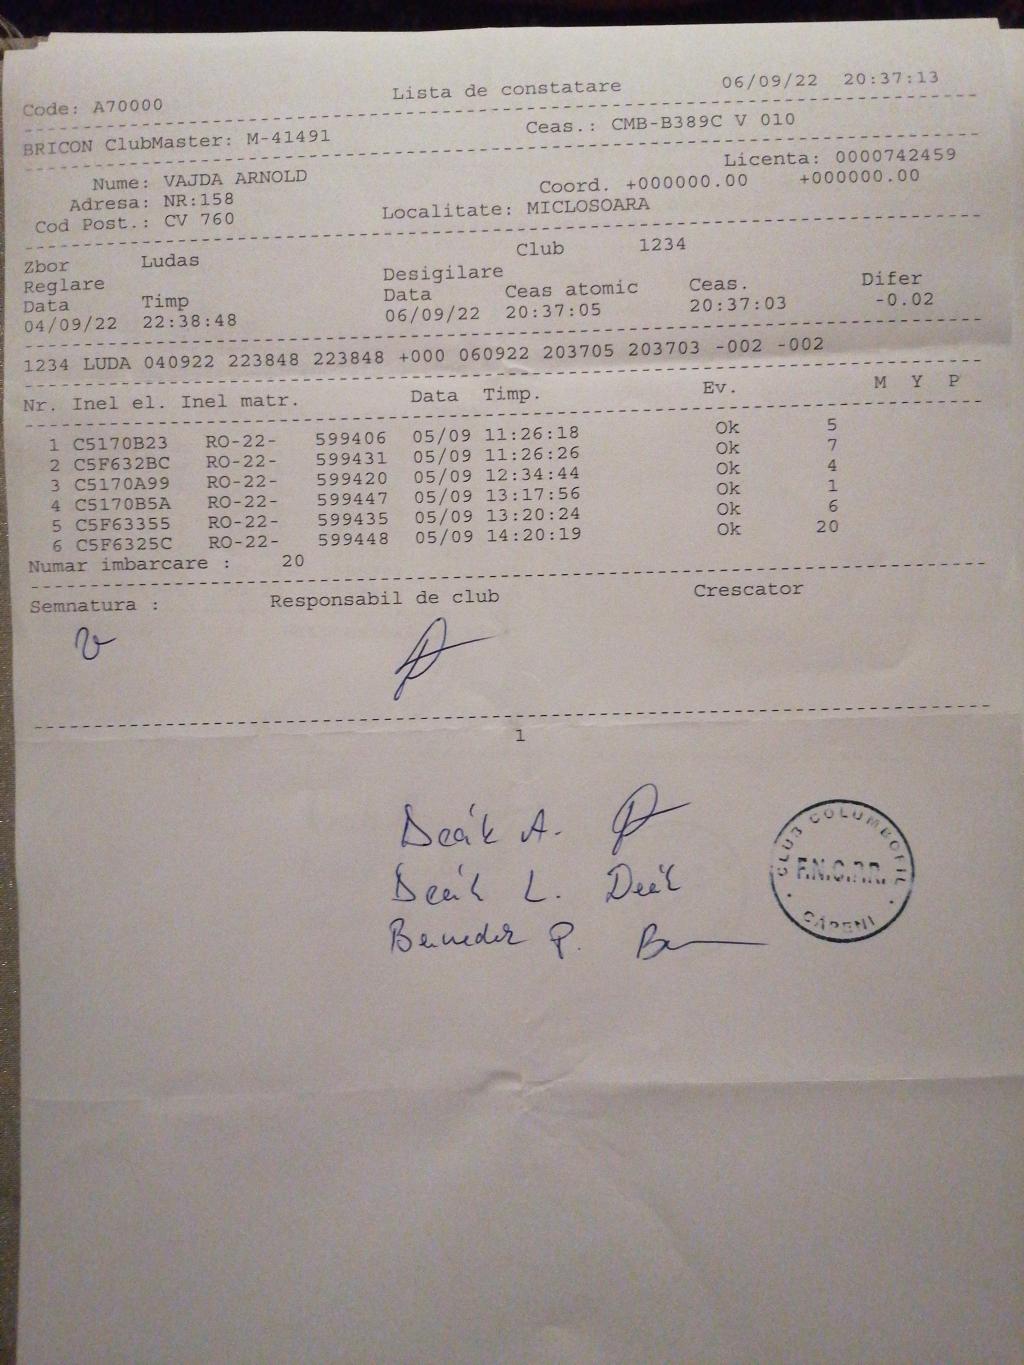 Code: A70000 Lista de constatare 06/09/22 20:37:13
BRICON ClubMaster: M-41491 Ceas.: CMB-B389C V 010
Licenta: 0000742459
Nume: VAJDA ARNOLD Coord. +000000.00 +000000.00
Adresa: NR:158
Cod Post.: CV 760 Localitate: MICLOSOARA
Zbor Ludas Club 1234
Reglare Desigilare
Data Timp Data Ceas atomic Ceas. Difer
04/09/22 22:38:48 06/09/22 20:37:05 20:37:03 -0.02
1234 LUDA 040922 223848 223848 +000 060922 203705 203703 -002 -002
Nr. Inel el. Inel matr. Data Timp. Ev. M Y P
1 C5170B23 RO-22- 599406 05/09 11:26:18 Ok 5
2 C5F632BC RO-22- 599431 05/09 11:26:26 Ok 7
3 C5170A99 RO-22- 599420 05/09 12:34:44 Ok 4
4 C5170B5A RO-22- 599447 05/09 13:17:56 Ok 1
5 C5F63355 RO-22- 599435 05/09 13:20:24 Ok 6
6 C5F6325C RO-22- 599448 05/09 14:20:19 Ok 20
Numar imbarcare : 20
Semnatura : Responsabil de club Crescator
1
Deák A.
Deák L. Deák
Benedek P.
CLUB COLUMBOFIL
F.N.C.P.R.
CAPENI